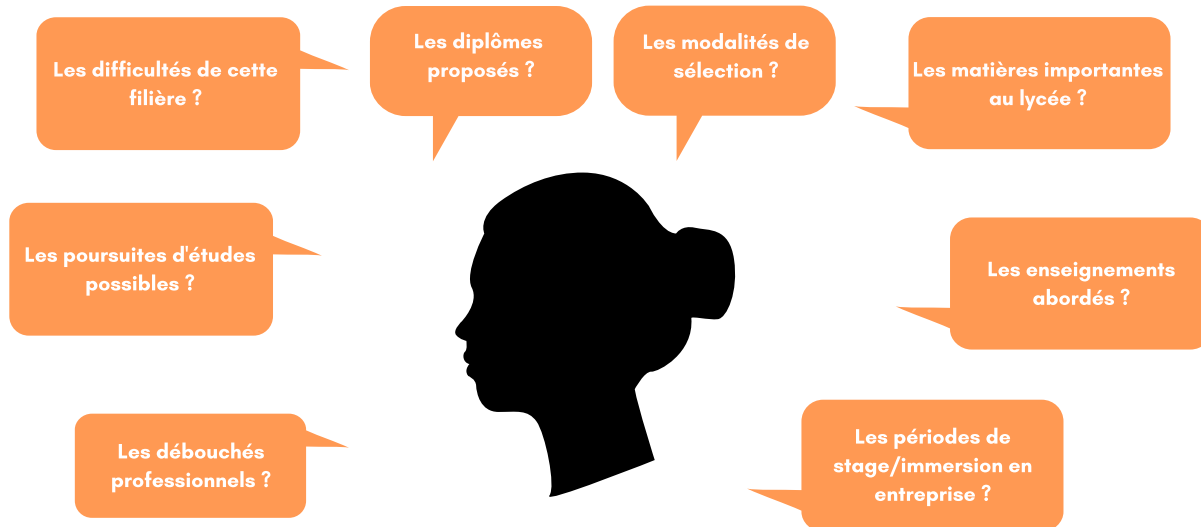 Les difficultés de cette
filière ?
Les diplômes
proposés ?
Les modalités de
sélection ?
Les matières importantes
au lycée ?
Les poursuites d'études
possibles ?
Les enseignements
abordés ?
Les débouchés
professionnels ?
Les périodes de
stage/immersion en
entreprise ?